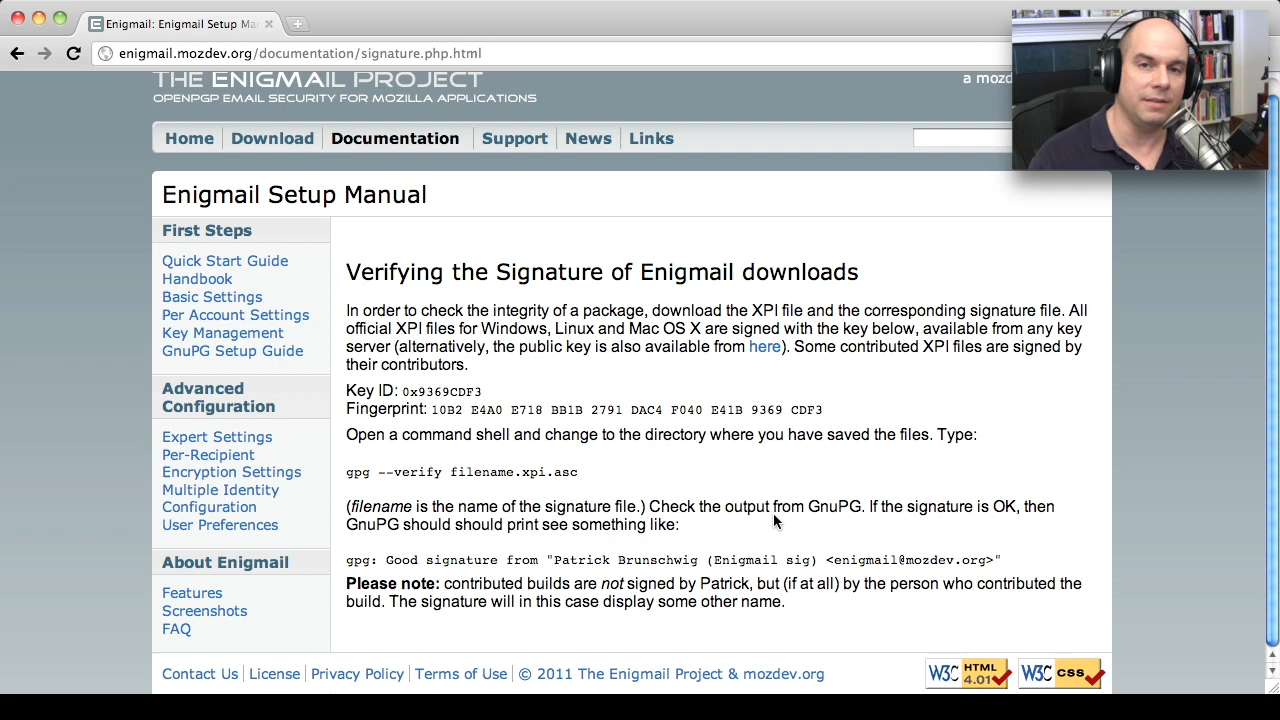 Enigmail: Enigmail Setup Ma
enigmail.mozdev.org/documentation/signature.php.html
THE ENIGMAIL PROJECT
a mozd
OPENPGP EMAIL SECURITY FOR MOZILLA APPLICATIONS
Home Download Documentation Support News Links
Enigmail Setup Manual
First Steps
Quick Start Guide
Handbook
Basic Settings
Per Account Settings
Key Management
GnuPG Setup Guide
Advanced
Configuration
Expert Settings
Per-Recipient
Encryption Settings
Multiple Identity
Configuration
User Preferences
About Enigmail
Features
Screenshots
FAQ
Verifying the Signature of Enigmail downloads
In order to check the integrity of a package, download the XPI file and the corresponding signature file. All
official XPI files for Windows, Linux and Mac OS X are signed with the key below, available from any key
server (alternatively, the public key is also available from here). Some contributed XPI files are signed by
their contributors.
Key ID: 0x9369CDF3
Fingerprint: 10B2 E4A0 E718 BB1B 2791 DAC4 F040 E41B 9369 CDF3
Open a command shell and change to the directory where you have saved the files. Type:
gpg --verify filename.xpi.asc
(filename is the name of the signature file.) Check the output from GnuPG. If the signature is OK, then
GnuPG should should print see something like:
gpg: Good signature from "Patrick Brunschwig (Enigmail sig) <enigmail@mozdev.org>"
Please note: contributed builds are not signed by Patrick, but (if at all) by the person who contributed the
build. The signature will in this case display some other name.
Contact Us License Privacy Policy Terms of Use © 2011 The Enigmail Project & mozdev.org
W3C HTML 4.01
W3C CSS